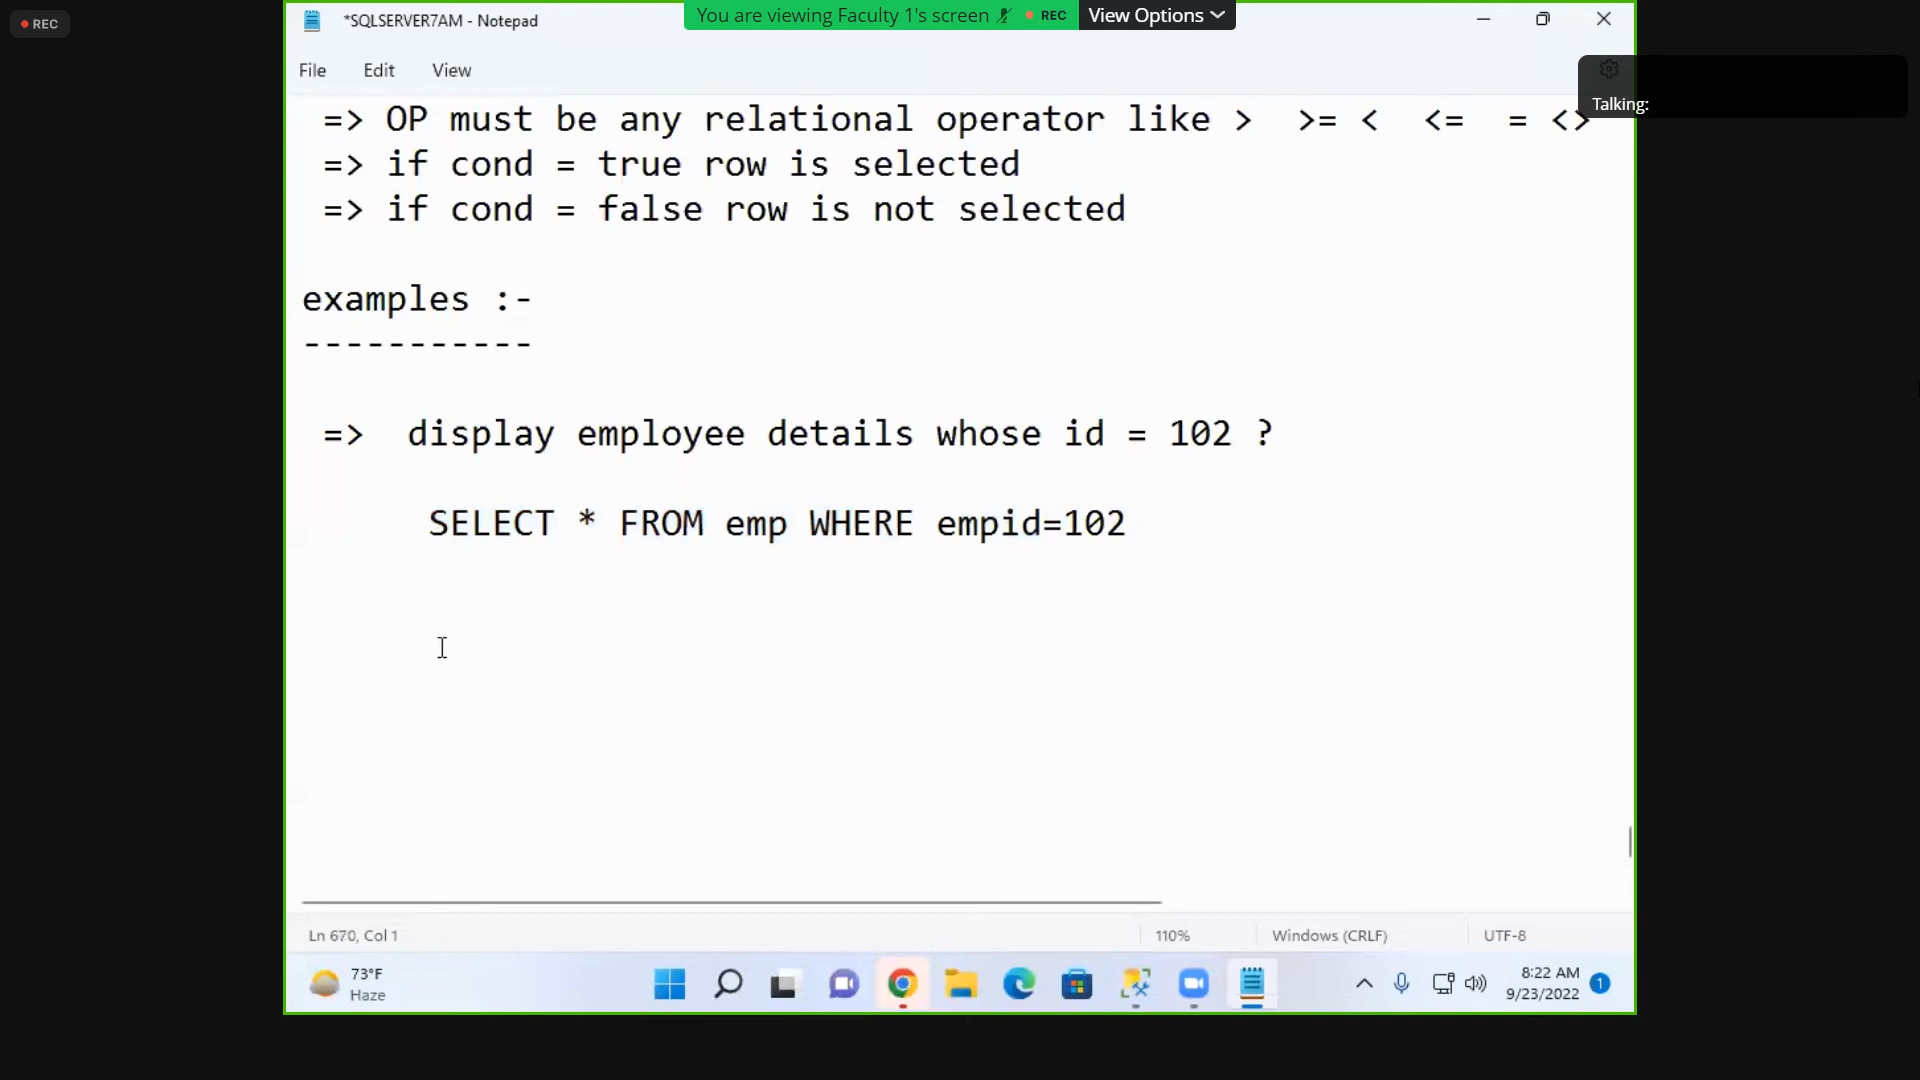 REC
*SQLSERVER7AM - Notepad
You are viewing Faculty 1's screen REC View Options
File Edit View
Talking:
=> OP must be any relational operator like > >= < <= = <>
=> if cond = true row is selected
=> if cond = false row is not selected
examples :-
-----------
=> display employee details whose id = 102 ?
SELECT * FROM emp WHERE empid=102
Ln 670, Col 1 110% Windows (CRLF) UTF-8
73°F
Haze
8:22 AM
9/23/2022
1